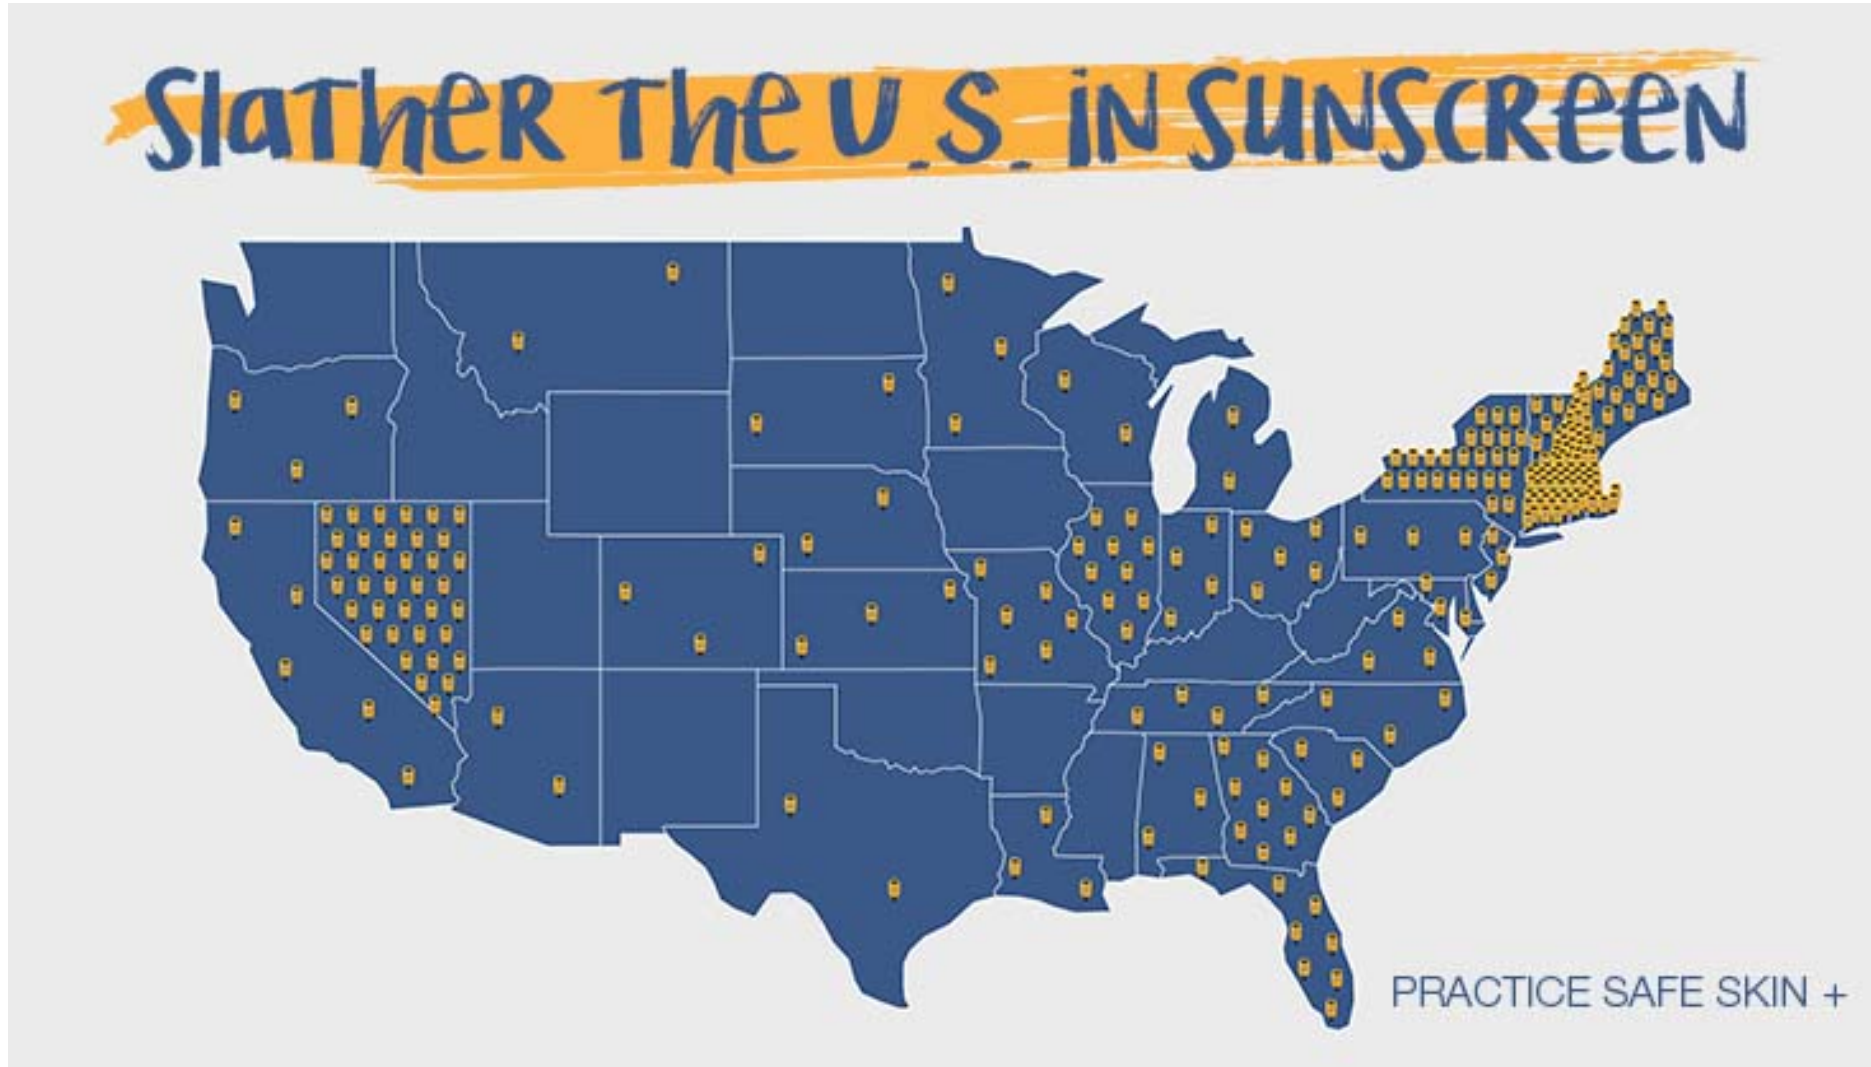 SlaTheR The U.S. iN SUNSCReeN
PRACTICE SAFE SKIN +